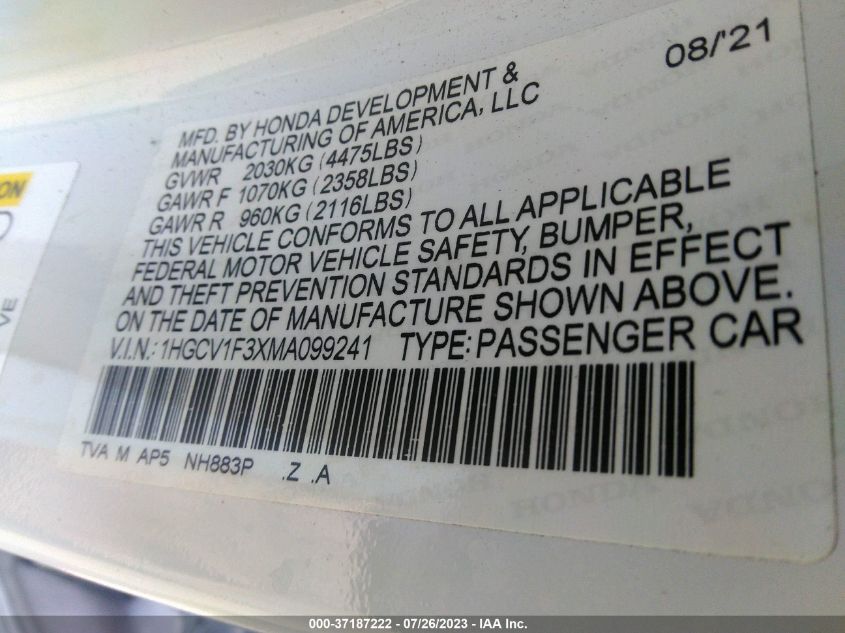 08/'21
MFD. BY HONDA DEVELOPMENT &
MANUFACTURING OF AMERICA, LLC
GVWR 2030KG (4475LBS)
GAWR F 1070KG (2358LBS)
GAWR R 960KG (2116LBS)
THIS VEHICLE CONFORMS TO ALL APPLICABLE
FEDERAL MOTOR VEHICLE SAFETY, BUMPER,
AND THEFT PREVENTION STANDARDS IN EFFECT
ON THE DATE OF MANUFACTURE SHOWN ABOVE.
V.I.N.: 1HGCV1F3XMA099241 TYPE: PASSENGER CAR
TVA M AP5 NH883P .Z .A
HONDA
000-37187222 - 07/26/2023 - IAA Inc.